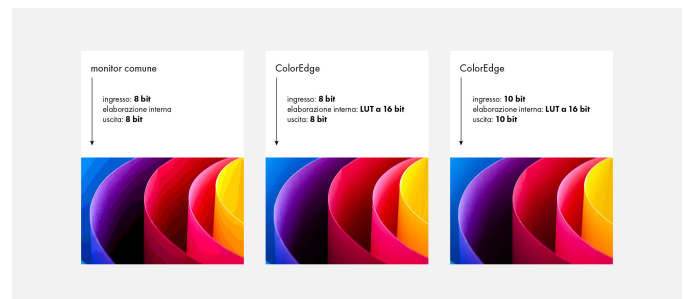 monitor comune
ingresso: 8 bit
elaborazione interna
uscita: 8 bit
ColorEdge
ingresso: 8 bit
elaborazione interna: LUT a 16 bit
uscita: 8 bit
ColorEdge
ingresso: 10 bit
elaborazione interna: LUT a 16 bit
uscita: 10 bit